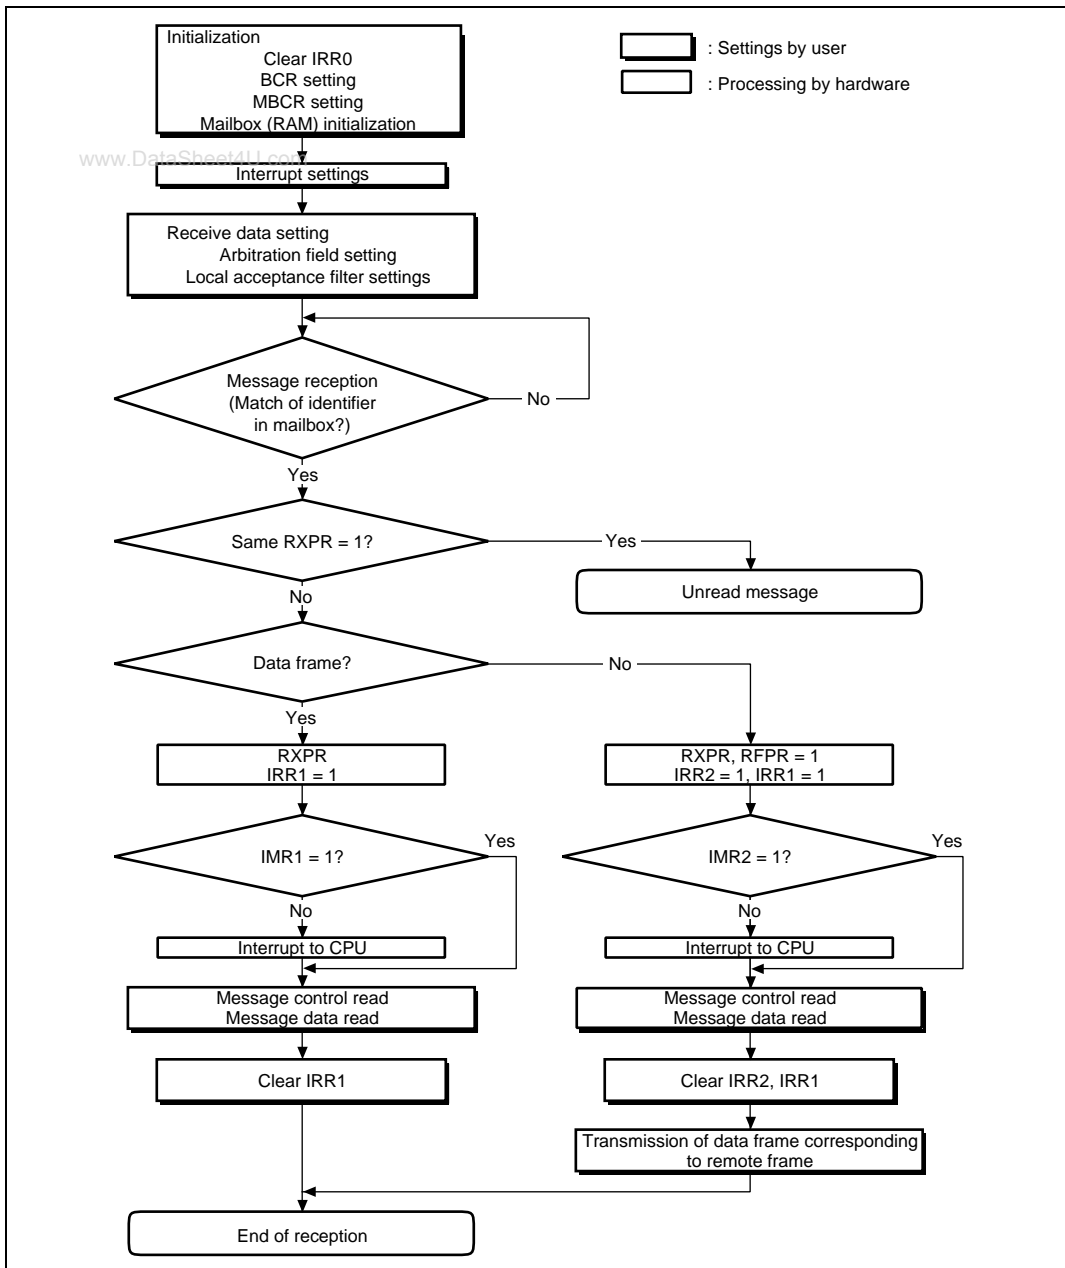 Initialization
Clear IRR0
BCR setting
MBCR setting
Mailbox (RAM) initialization
: Settings by user
: Processing by hardware
www.DataSheet4U.com
Interrupt settings
Receive data setting
Arbitration field setting
Local acceptance filter settings
Message reception
(Match of identifier
in mailbox?)
No
Yes
Same RXPR = 1?
Yes
Unread message
No
Data frame?
No
Yes
RXPR
IRR1 = 1
RXPR, RFPR = 1
IRR2 = 1, IRR1 = 1
IMR1 = 1?
Yes
IMR2 = 1?
Yes
No
No
Interrupt to CPU
Interrupt to CPU
Message control read
Message data read
Message control read
Message data read
Clear IRR1
Clear IRR2, IRR1
Transmission of data frame corresponding
to remote frame
End of reception